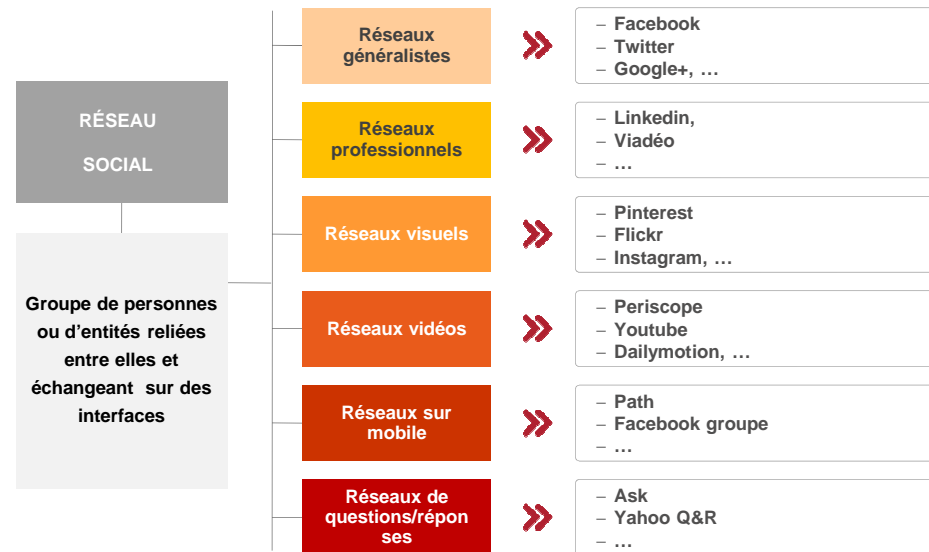 RÉSEAU
SOCIAL
Groupe de personnes
ou d'entités reliées
entre elles et
échangeant sur des
interfaces
Réseaux
généralistes
– Facebook
– Twitter
– Google+, …
Réseaux
professionnels
– Linkedin,
– Viadéo
– …
Réseaux visuels
– Pinterest
– Flickr
– Instagram, …
Réseaux vidéos
– Periscope
– Youtube
– Dailymotion, …
Réseaux sur
mobile
– Path
– Facebook groupe
– …
Réseaux de
questions/répon
ses
– Ask
– Yahoo Q&R
– …